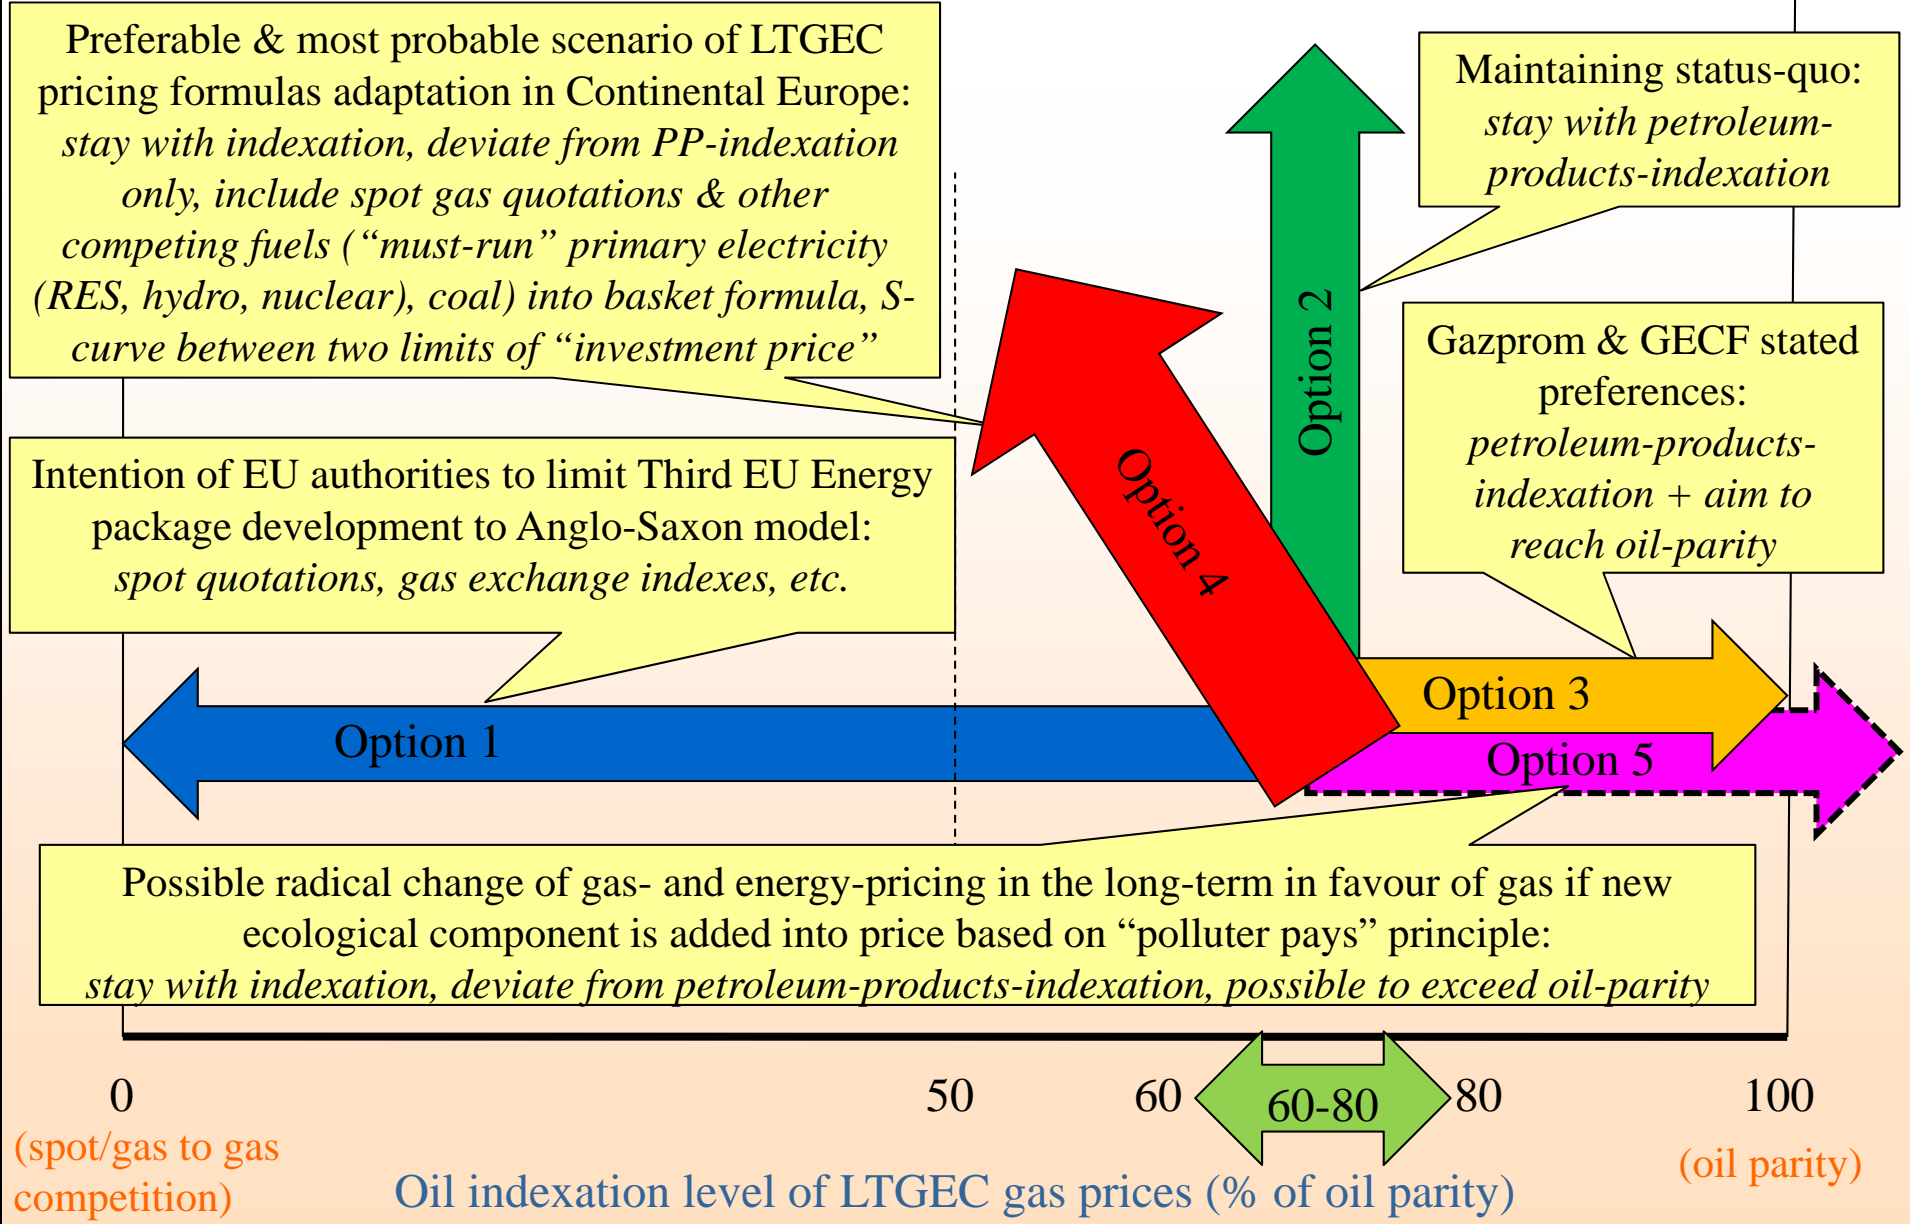 Preferable & most probable scenario of LTGEC
pricing formulas adaptation in Continental Europe:
stay with indexation, deviate from PP-indexation
only, include spot gas quotations & other
competing fuels (“must-run” primary electricity
(RES, hydro, nuclear), coal) into basket formula, S-
curve between two limits of “investment price”
Maintaining status-quo:
stay with petroleum-
products-indexation
Option 2
Gazprom & GECF stated
preferences:
petroleum-products-
indexation + aim to
reach oil-parity
Intention of EU authorities to limit Third EU Energy
package development to Anglo-Saxon model:
spot quotations, gas exchange indexes, etc.
Option 4
Option 3
Option 1
Option 5
Possible radical change of gas- and energy-pricing in the long-term in favour of gas if new
ecological component is added into price based on “polluter pays” principle:
stay with indexation, deviate from petroleum-products-indexation, possible to exceed oil-parity
0
50
60
60-80
80
100
(spot/gas to gas
competition)
(oil parity)
Oil indexation level of LTGEC gas prices (% of oil parity)